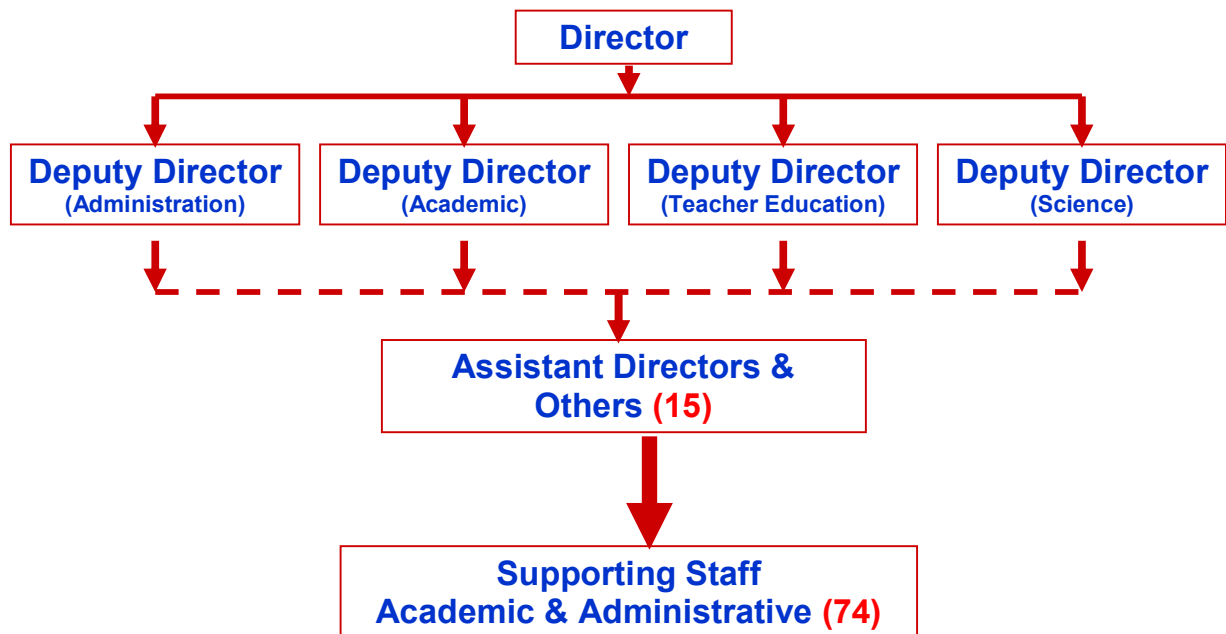 Director
Deputy Director
(Administration)
Deputy Director
(Academic)
Deputy Director
(Teacher Education)
Deputy Director
(Science)
Assistant Directors &
Others (15)
Supporting Staff
Academic & Administrative (74)